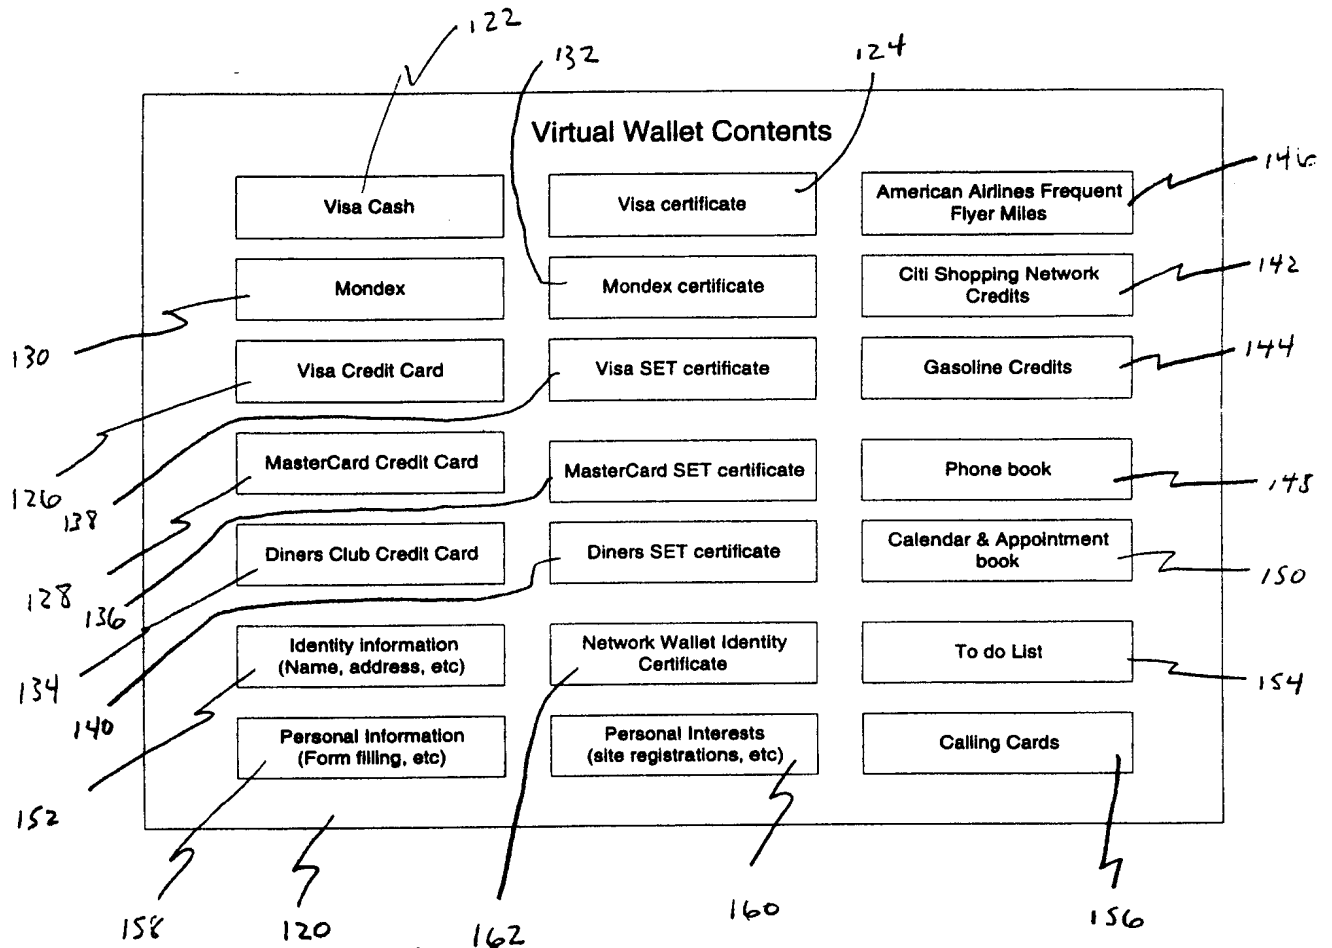 122
132
124
Virtual Wallet Contents
146
Visa Cash
Visa certificate
American Airlines Frequent
Flyer Miles
142
Mondex
Mondex certificate
Citi Shopping Network
Credits
130
144
Visa Credit Card
Visa SET certificate
Gasoline Credits
126
138
MasterCard Credit Card
MasterCard SET certificate
Phone book
148
128
136
Diners Club Credit Card
Diners SET certificate
Calendar & Appointment
book
150
134
140
Identity information
(Name, address, etc)
Network Wallet Identity
Certificate
To do List
154
152
Personal Information
(Form filling, etc)
Personal Interests
(site registrations, etc)
Calling Cards
158
120
162
160
156